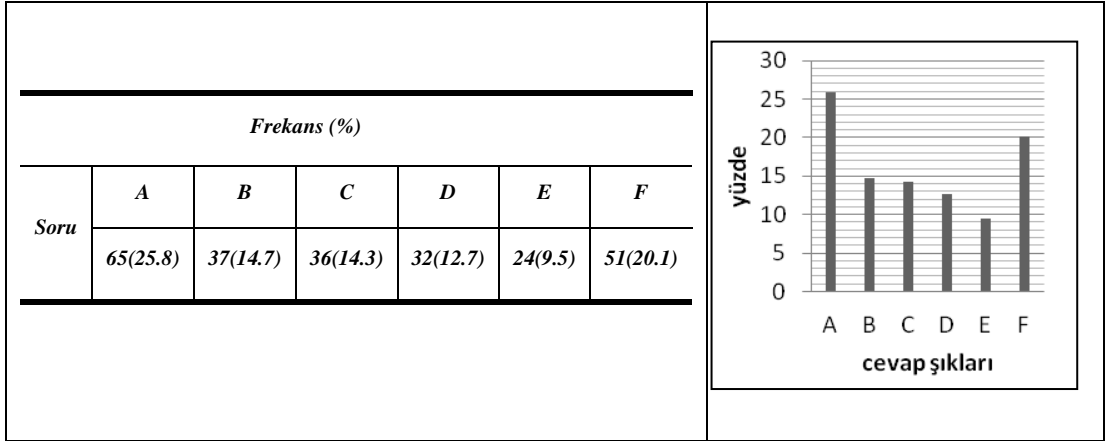 Frekans (%)
Soru
A B C D E F
65(25.8) 37(14.7) 36(14.3) 32(12.7) 24(9.5) 51(20.1)
30
25
20
15
10
5
0
yüzde
A B C D E F
cevap şıkları